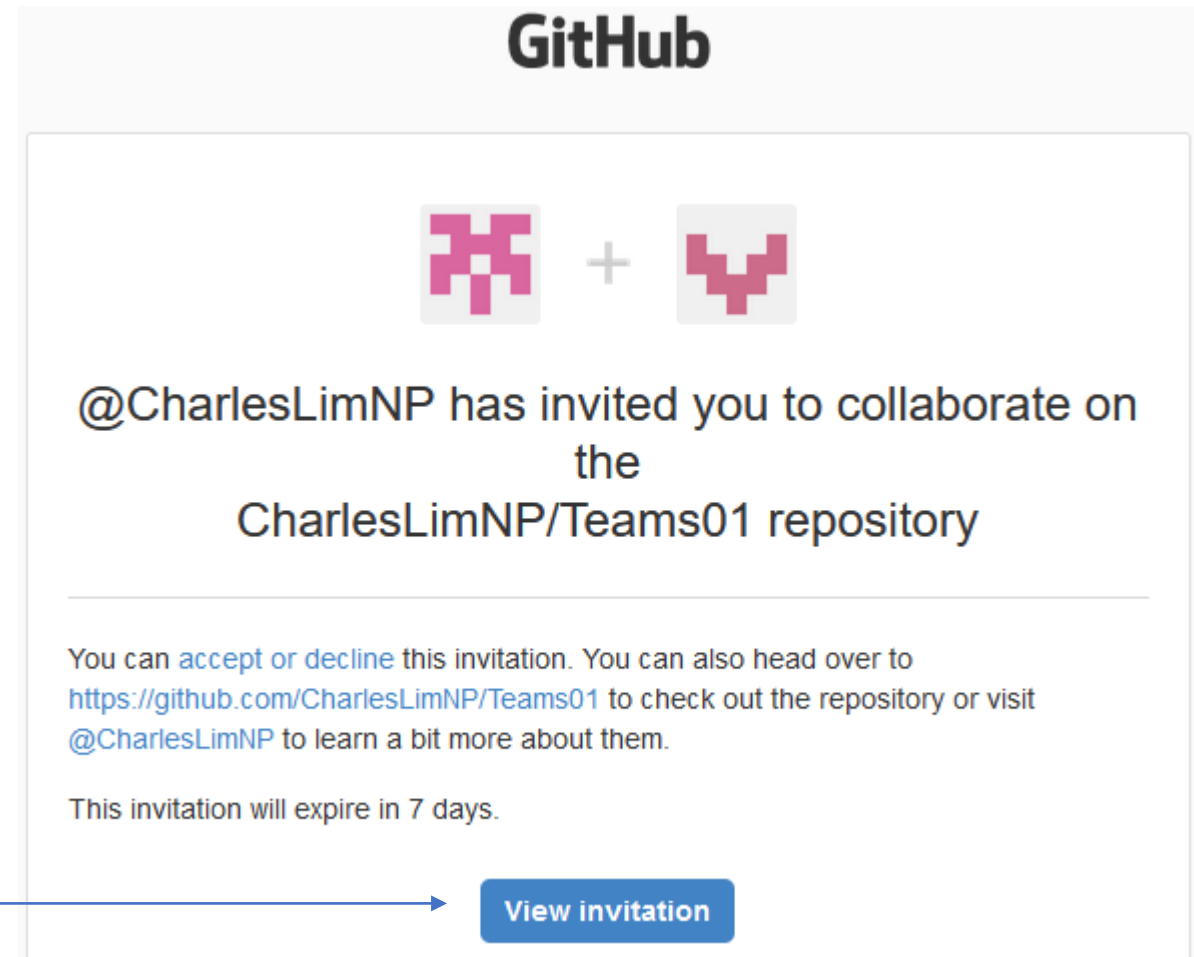 GitHub
@CharlesLimNP has invited you to collaborate on
the
CharlesLimNP/Teams01 repository
You can accept or decline this invitation. You can also head over to
https://github.com/CharlesLimNP/Teams01 to check out the repository or visit
@CharlesLimNP to learn a bit more about them.
This invitation will expire in 7 days.
View invitation